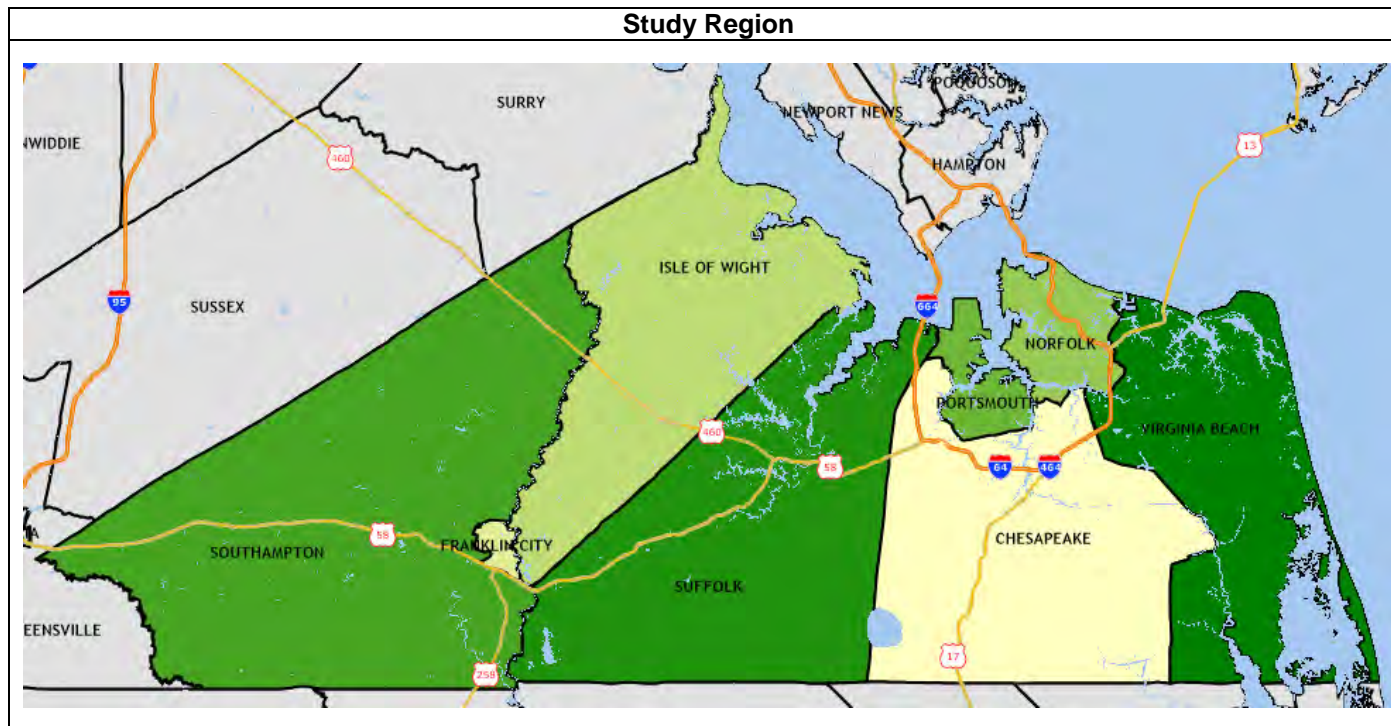 Study Region
SURRY
POQUOSON
NEWPORT NEWS
NWIDDIE
13
460
HAMPTON
ISLE OF WIGHT
95
SUSSEX
664
NORFOLK
PORTSMOUTH
460
VIRGINIA BEACH
58
64
464
A
58
SOUTHAMPTON
FRANKLIN CITY
CHESAPEAKE
SUFFOLK
EENSVILLE
17
258